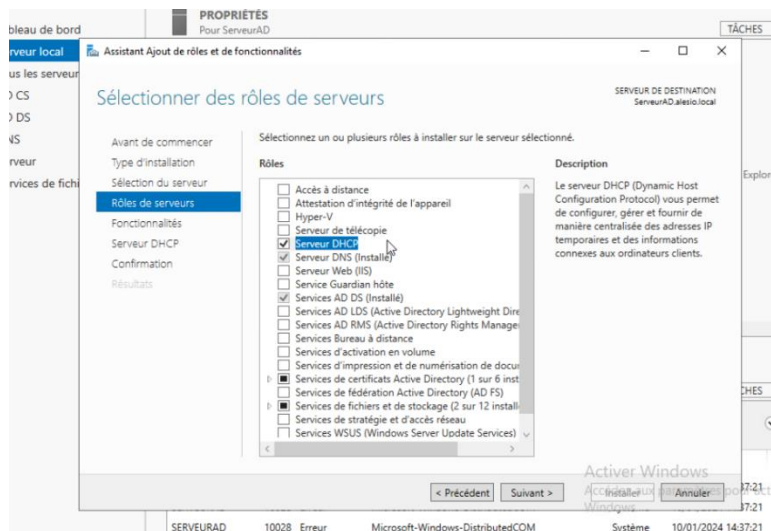 PROPRIÉTÉS
Pour ServeurAD
TÂCHES
bleau de bord
rveur local
us les serveur
CS
DS
NS
rveur
rvices de fichi
Assistant Ajout de rôles et de fonctionnalités
Sélectionner des rôles de serveurs
SERVEUR DE DESTINATION
ServeurAD.alesio.local
Avant de commencer
Type d'installation
Sélection du serveur
Rôles de serveurs
Fonctionnalités
Serveur DHCP
Confirmation
Résultats
Sélectionnez un ou plusieurs rôles à installer sur le serveur sélectionné.
Rôles
Accès à distance
Attestation d'intégrité de l'appareil
Hyper-V
Serveur de télécopie
Serveur DHCP
Serveur DNS (Installé)
Serveur Web (IIS)
Service Guardian hôte
Services AD DS (Installé)
Services AD LDS (Active Directory Lightweight Dire
Services AD RMS (Active Directory Rights Manage
Services Bureau à distance
Services d'activation en volume
Services d'impression et de numérisation de docu
Services de certificats Active Directory (1 sur 6 inst
Services de fédération Active Directory (AD FS)
Services de fichiers et de stockage (2 sur 12 install
Services de stratégie et d'accès réseau
Services WSUS (Windows Server Update Services)
Description
Le serveur DHCP (Dynamic Host
Configuration Protocol) vous permet
de configurer, gérer et fournir de
manière centralisée des adresses IP
temporaires et des informations
connexes aux ordinateurs clients.
Explor
CHES
Activer Windows
< Précédent
Suivant >
Installer
Annuler
Windows
37:21
37:21
SERVEURAD 10028 Erreur Microsoft-Windows-DistributedCOM Système 10/01/2024 14:37:21